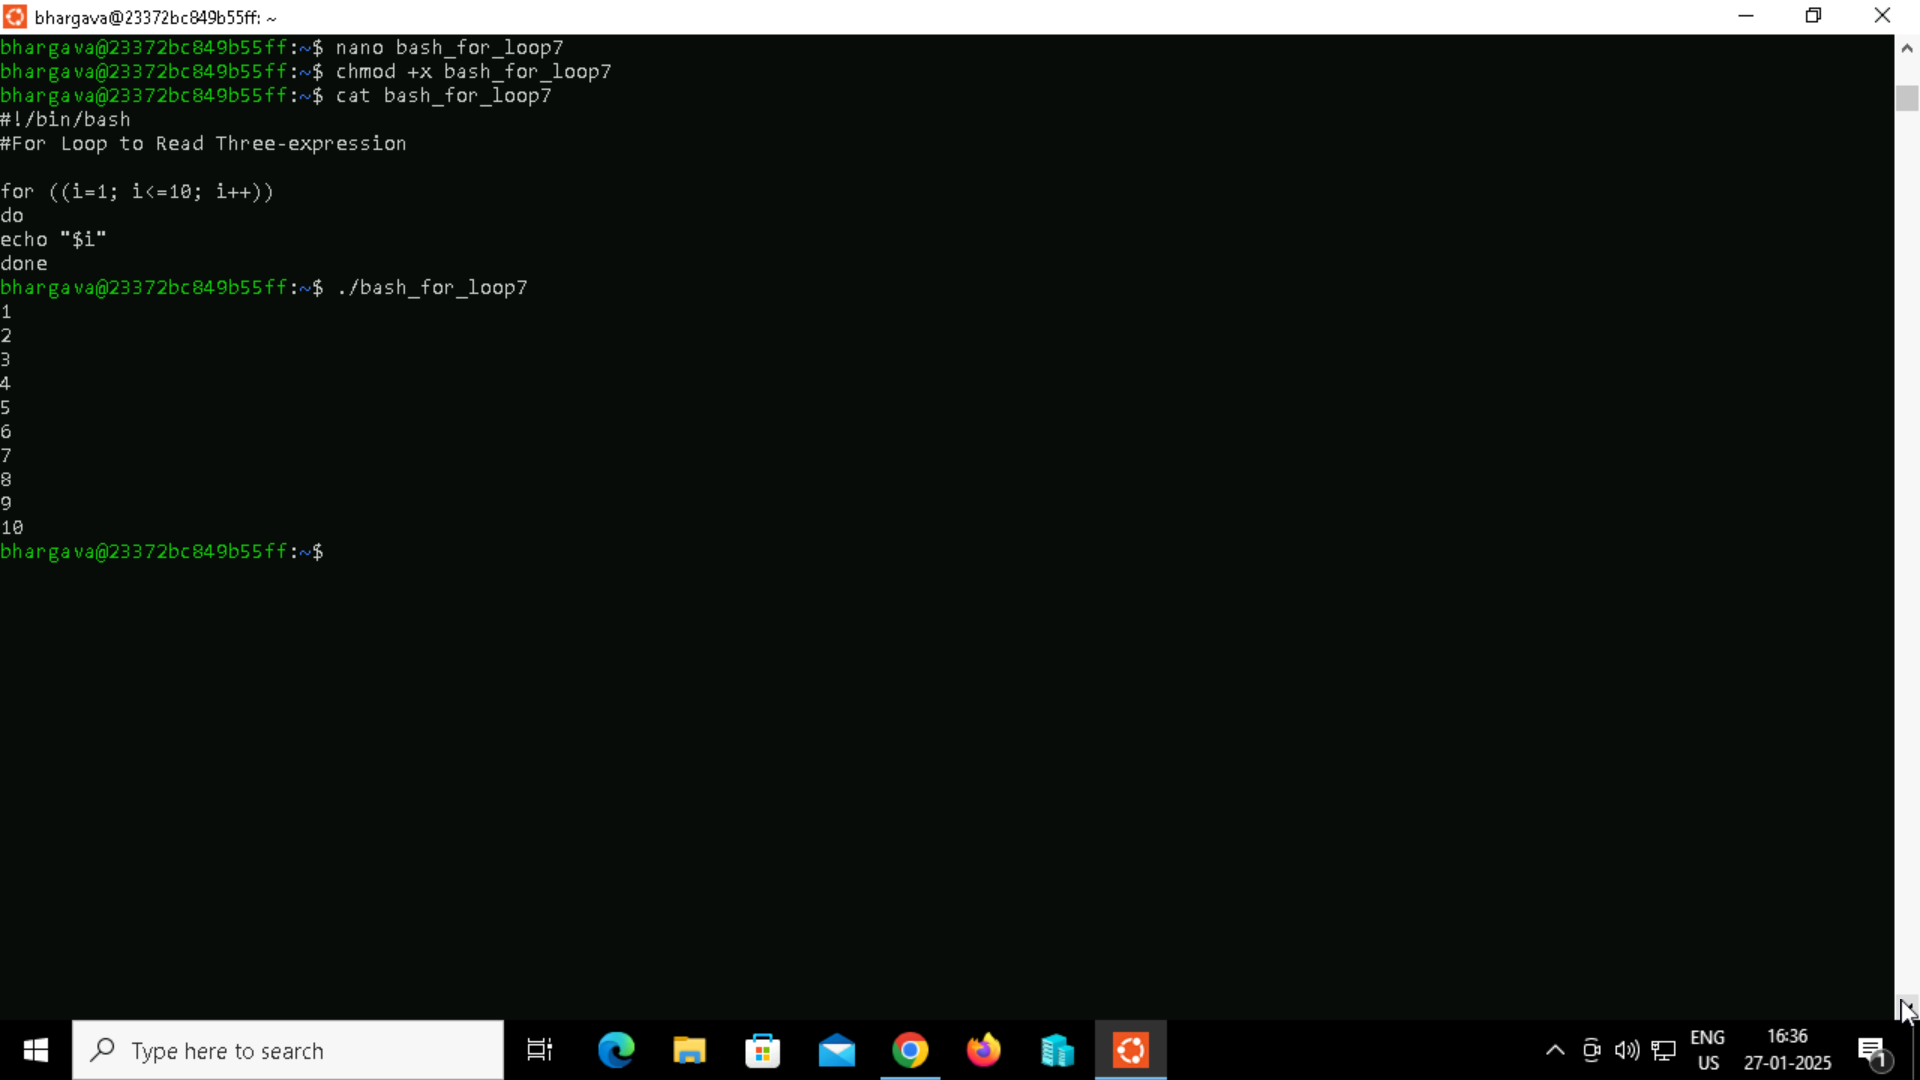 bhargava@23372bc849b55ff: ~
bhargava@23372bc849b55ff:~$ nano bash_for_loop7
bhargava@23372bc849b55ff:~$ chmod +x bash_for_loop7
bhargava@23372bc849b55ff:~$ cat bash_for_loop7
#!/bin/bash
#For Loop to Read Three-expression
for ((i=1; i<=10; i++))
do
echo "$i"
done
bhargava@23372bc849b55ff:~$ ./bash_for_loop7
1
2
3
4
5
6
7
8
9
10
bhargava@23372bc849b55ff:~$
Type here to search
ENG
US
16:36
27-01-2025
1